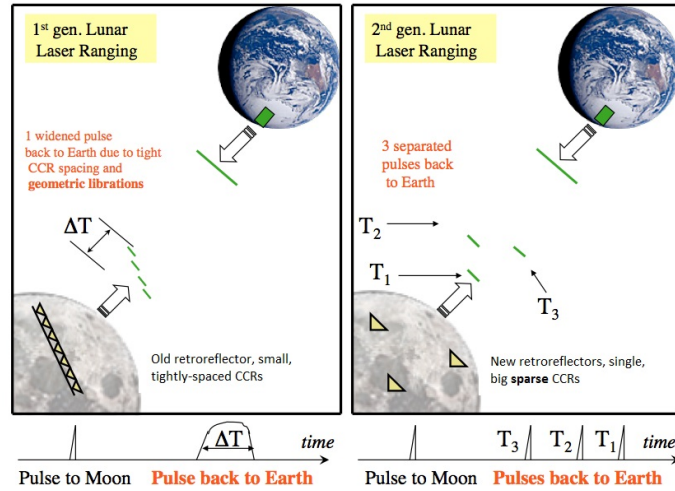 1st gen. Lunar
Laser Ranging
1 widened pulse
back to Earth due to tight
CCR spacing and
geometric librations
ΔT
Old retroreflector, small,
tightly-spaced CCRs
ΔT
time
Pulse to Moon
Pulse back to Earth
2nd gen. Lunar
Laser Ranging
3 separated
pulses back
to Earth
T2
T1
T3
New retroreflectors, single,
big sparse CCRs
T3 T2 T1 time
Pulse to Moon
Pulses back to Earth